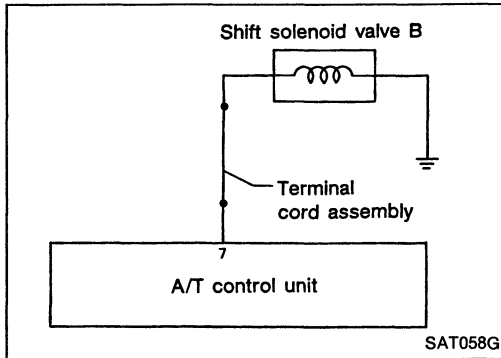 Shift solenoid valve B
Terminal
cord assembly
7
A/T control unit
SAT058G